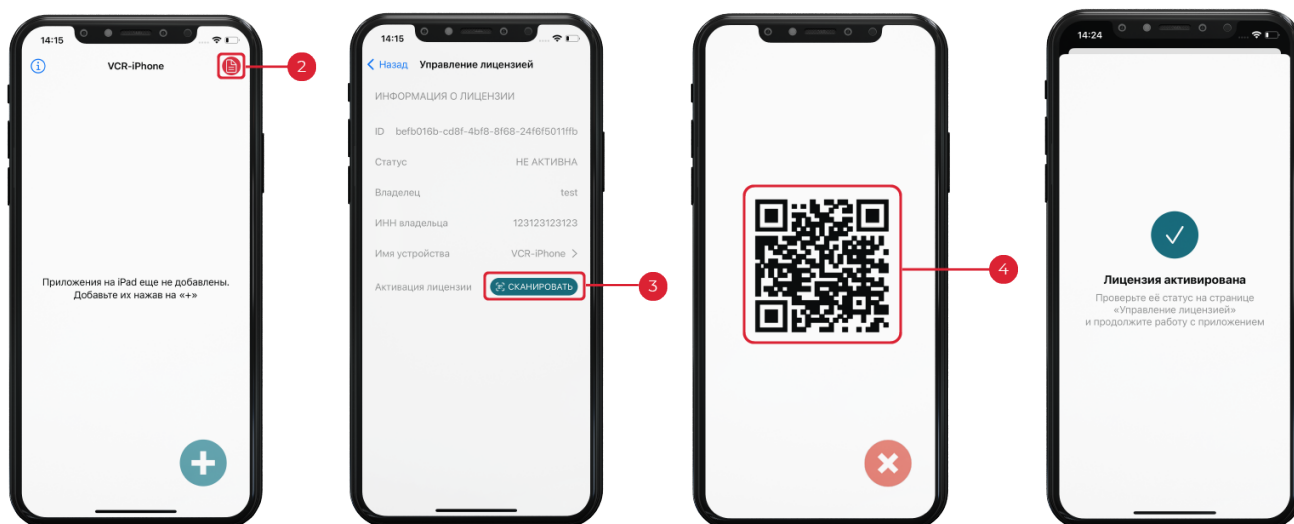 14:15
VCR-iPhone
2
Приложения на iPad еще не добавлены.
Добавьте их нажав на «+»
14:15
Назад Управление лицензией
ИНФОРМАЦИЯ О ЛИЦЕНЗИИ
ID befb016b-cd8f-4bf8-8f68-24f6f5011ffb
Статус НЕ АКТИВНА
Владелец test
ИНН владельца 123123123123
Имя устройства VCR-iPhone
Активация лицензии СКАНИРОВАТЬ
3
4
14:24
Лицензия активирована
Проверьте её статус на странице
«Управление лицензией»
и продолжите работу с приложением